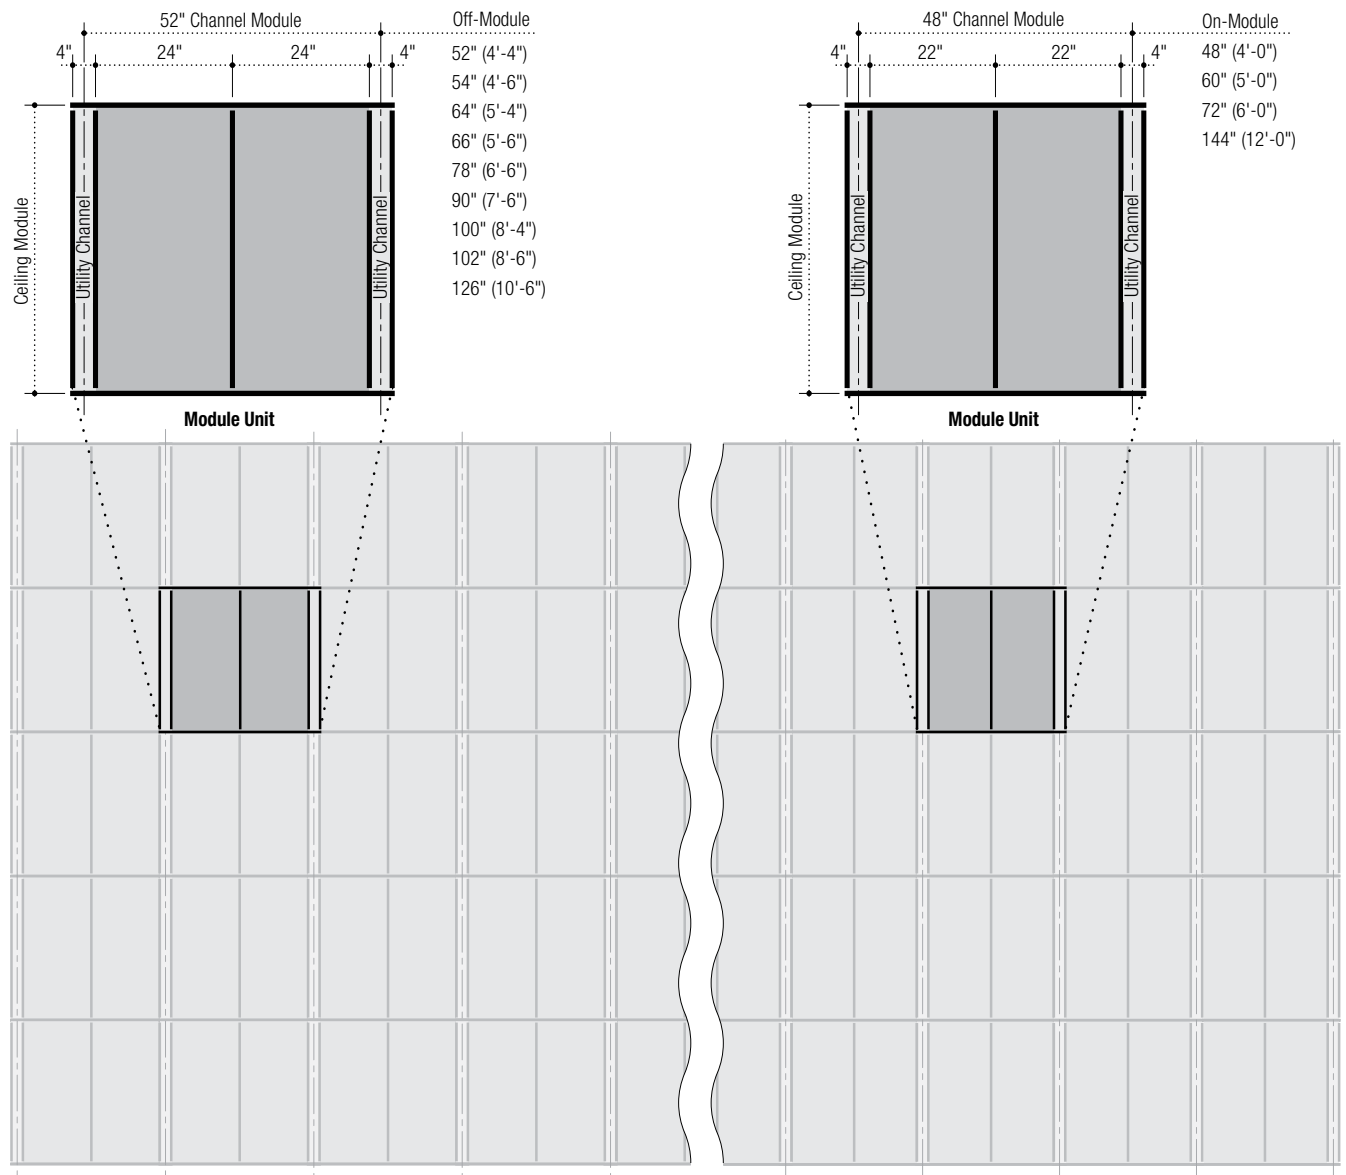 52" Channel Module
Off-Module
4" 24" 24" 4"
52" (4'-4")
54" (4'-6")
64" (5'-4")
66" (5'-6")
78" (6'-6")
90" (7'-6")
100" (8'-4")
102" (8'-6")
126" (10'-6")
Ceiling Module
Utility Channel
Utility Channel
Module Unit
48" Channel Module
On-Module
4" 22" 22" 4"
48" (4'-0")
60" (5'-0")
72" (6'-0")
144" (12'-0")
Ceiling Module
Utility Channel
Utility Channel
Module Unit